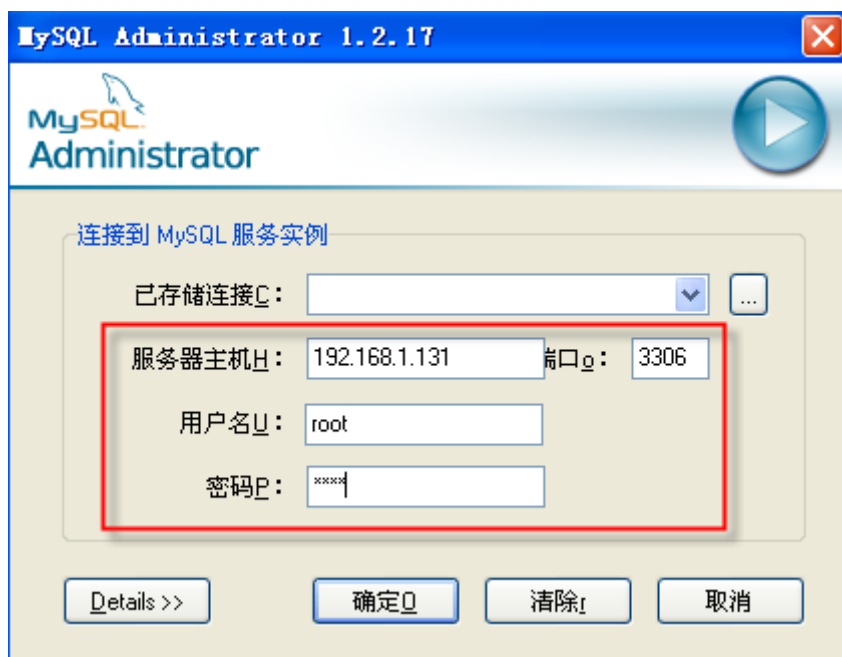 MySQL Administrator 1.2.17
MySQL
Administrator
连接到 MySQL 服务实例
已存储连接C:
...
服务器主机H: 192.168.1.131 端口o: 3306
用户名U: root
密码P: ****
Details >> 确定O 清除r 取消